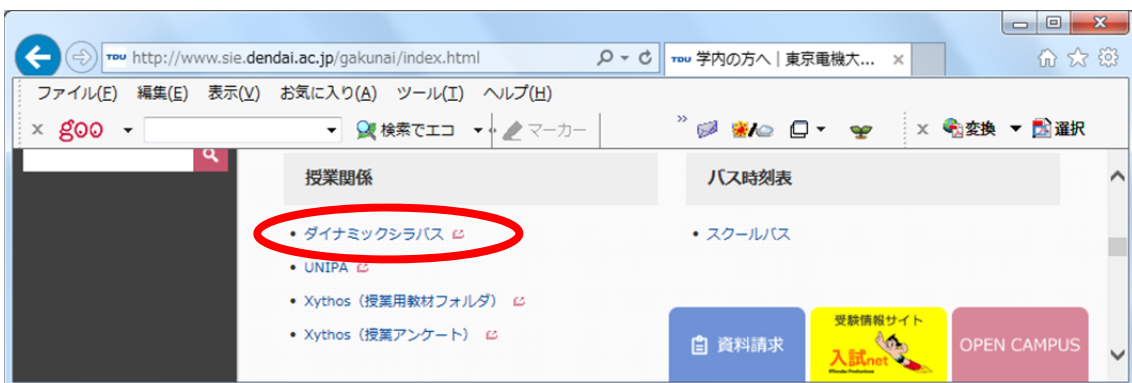 TDU http://www.sie.dendai.ac.jp/gakunai/index.html
TDU 学内の方へ | 東京電機大...
ファイル(F) 編集(E) 表示(V) お気に入り(A) ツール(T) ヘルプ(H)
goo 検索でエコ マーカー 変換 選択
授業関係
バス時刻表
• ダイナミックシラバス
• UNIPA
• Xythos（授業用教材フォルダ）
• Xythos（授業アンケート）
• スクールバス
資料請求
受験情報サイト
入試net
OPEN CAMPUS